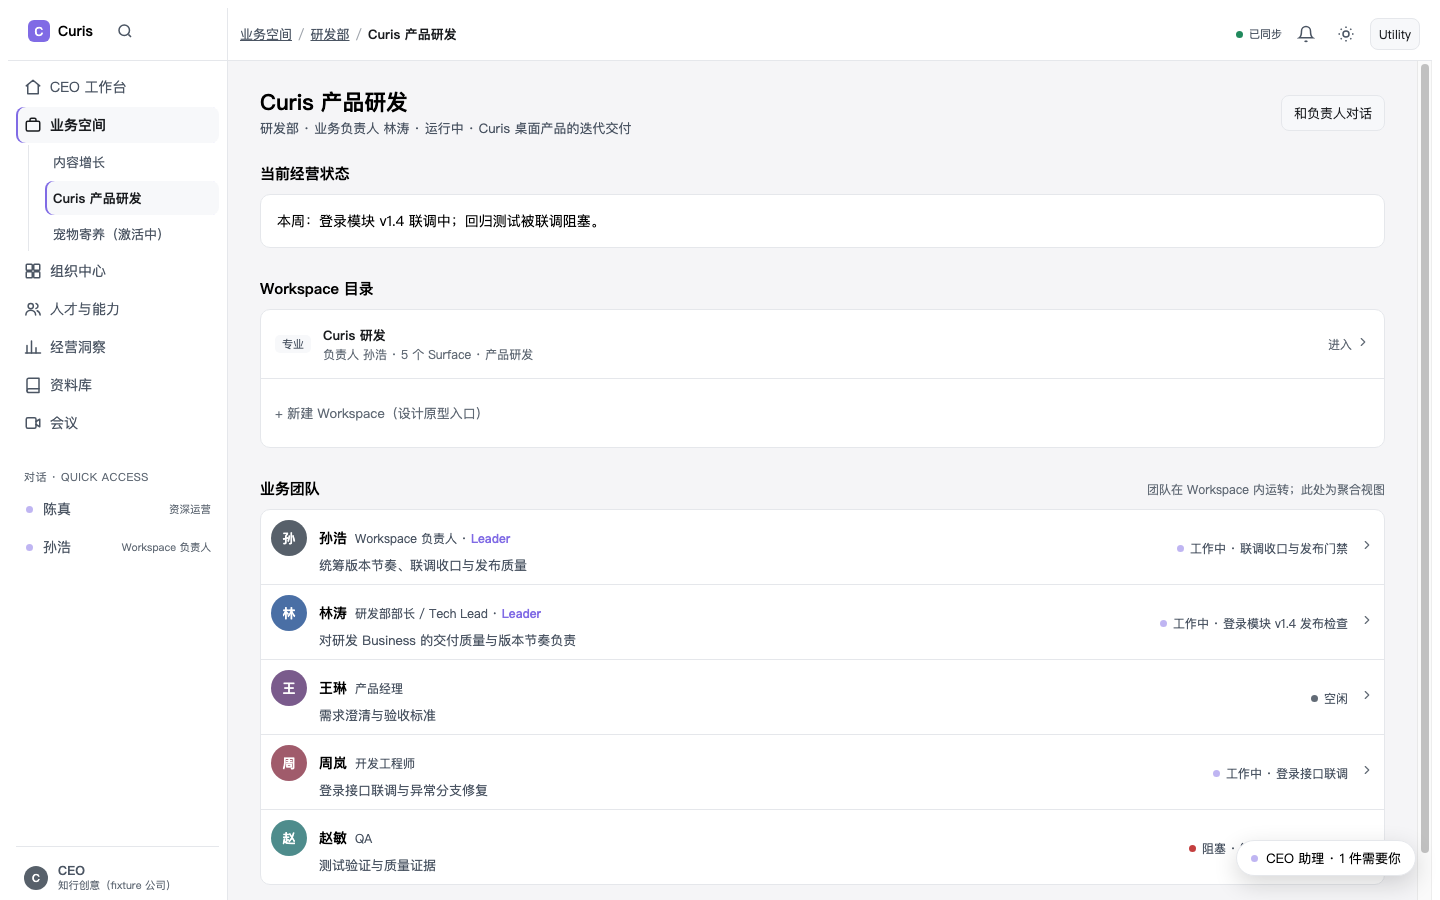 C Curis
CEO 工作台
业务空间
内容增长
Curis 产品研发
宠物寄养（激活中）
组织中心
人才与能力
经营洞察
资料库
会议
对话 · QUICK ACCESS
陈真 资深运营
孙浩 Workspace 负责人
C CEO
知行创意（fixture 公司）
业务空间 / 研发部 / Curis 产品研发
已同步 Utility
Curis 产品研发
研发部 · 业务负责人 林涛 · 运行中 · Curis 桌面产品的迭代交付
和负责人对话
当前经营状态
本周：登录模块 v1.4 联调中；回归测试被联调阻塞。
Workspace 目录
专业
Curis 研发
负责人 孙浩 · 5 个 Surface · 产品研发
进入
+ 新建 Workspace（设计原型入口）
业务团队 团队在 Workspace 内运转；此处为聚合视图
孙 孙浩 Workspace 负责人 · Leader
统筹版本节奏、联调收口与发布质量
工作中 · 联调收口与发布门禁
林 林涛 研发部部长 / Tech Lead · Leader
对研发 Business 的交付质量与版本节奏负责
工作中 · 登录模块 v1.4 发布检查
王 王琳 产品经理
需求澄清与验收标准
空闲
周 周岚 开发工程师
登录接口联调与异常分支修复
工作中 · 登录接口联调
赵 赵敏 QA
测试验证与质量证据
阻塞 ·
CEO 助理 · 1 件需要你